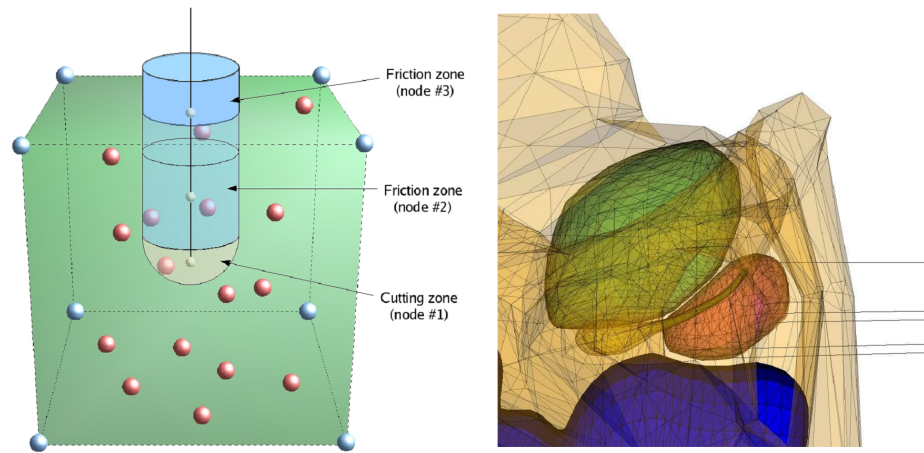 Friction zone
(node #3)
Friction zone
(node #2)
Cutting zone
(node #1)